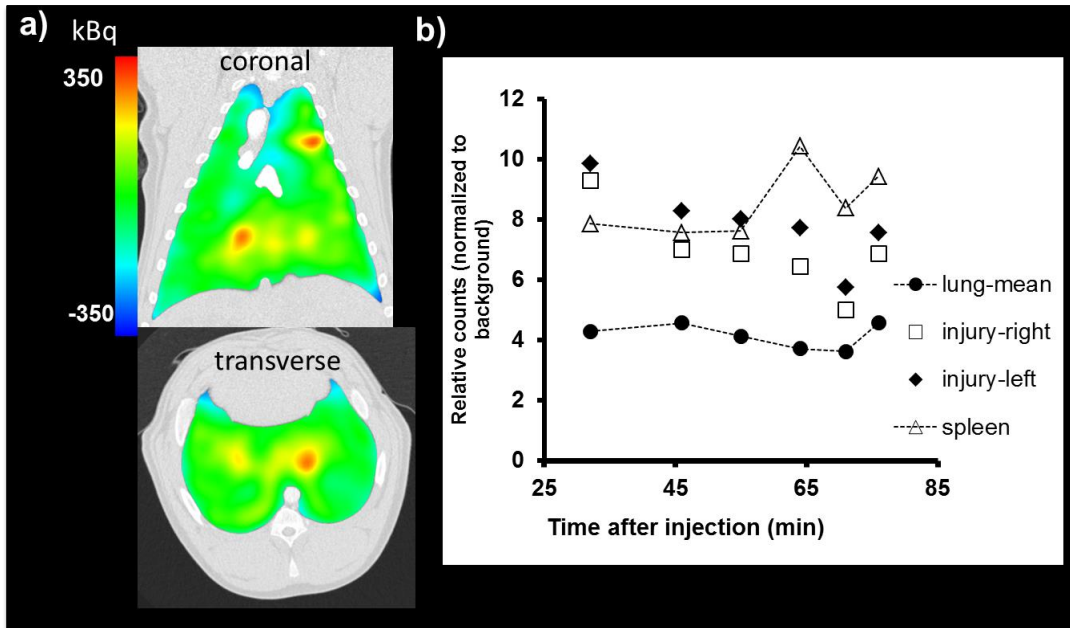 a)
kBq
350
-350
coronal
transverse
b)
Relative counts (normalized to
background)
12
10
8
6
4
2
0
25
45
65
85
Time after injection (min)
lung-mean
injury-right
injury-left
spleen